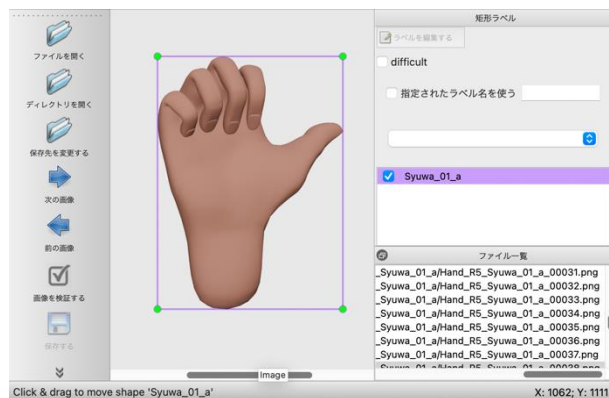 ファイルを開く
ディレクトリを開く
保存先を変更する
次の画像
前の画像
画像を検証する
保存する
Image
矩形ラベル
ラベルを編集する
difficult
指定されたラベル名を使う
Syuwa_01_a
ファイル一覧
_Syuwa_01_a/Hand_R5_Syuwa_01_a_00031.png
_Syuwa_01_a/Hand_R5_Syuwa_01_a_00032.png
_Syuwa_01_a/Hand_R5_Syuwa_01_a_00033.png
_Syuwa_01_a/Hand_R5_Syuwa_01_a_00034.png
_Syuwa_01_a/Hand_R5_Syuwa_01_a_00035.png
_Syuwa_01_a/Hand_R5_Syuwa_01_a_00036.png
_Syuwa_01_a/Hand_R5_Syuwa_01_a_00037.png
_Syuwa_01_a/Hand_R5_Syuwa_01_a_00038.png
Click & drag to move shape 'Syuwa_01_a'
X: 1062; Y: 1111